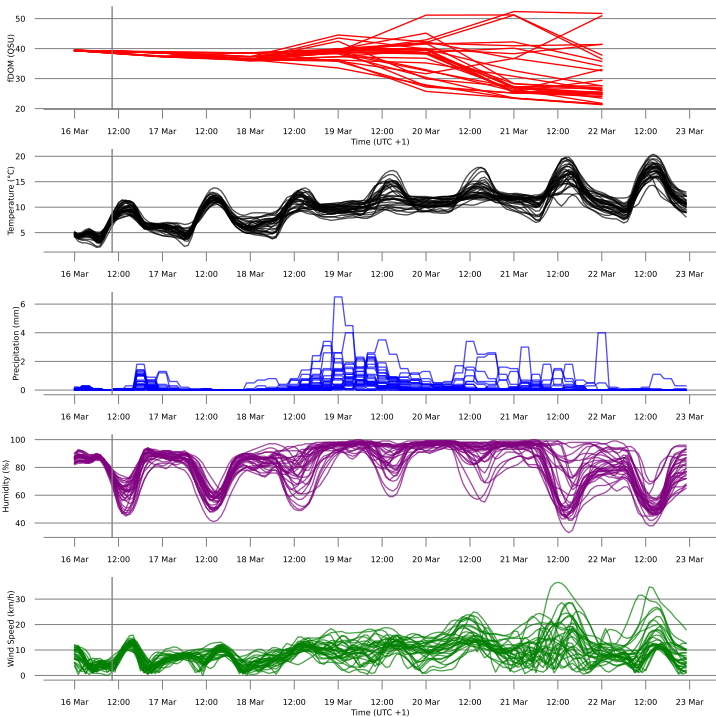 50
40
30
20
fDOM (QSU)
16 Mar 12:00 17 Mar 12:00 18 Mar 12:00 19 Mar 12:00 20 Mar 12:00 21 Mar 12:00 22 Mar 12:00 23 Mar
Time (UTC +1)
20
15
10
5
Temperature (°C)
16 Mar 12:00 17 Mar 12:00 18 Mar 12:00 19 Mar 12:00 20 Mar 12:00 21 Mar 12:00 22 Mar 12:00 23 Mar
6
4
2
0
Precipitation (mm)
16 Mar 12:00 17 Mar 12:00 18 Mar 12:00 19 Mar 12:00 20 Mar 12:00 21 Mar 12:00 22 Mar 12:00 23 Mar
100
80
60
40
Humidity (%)
16 Mar 12:00 17 Mar 12:00 18 Mar 12:00 19 Mar 12:00 20 Mar 12:00 21 Mar 12:00 22 Mar 12:00 23 Mar
30
20
10
0
Wind Speed (km/h)
16 Mar 12:00 17 Mar 12:00 18 Mar 12:00 19 Mar 12:00 20 Mar 12:00 21 Mar 12:00 22 Mar 12:00 23 Mar
Time (UTC +1)